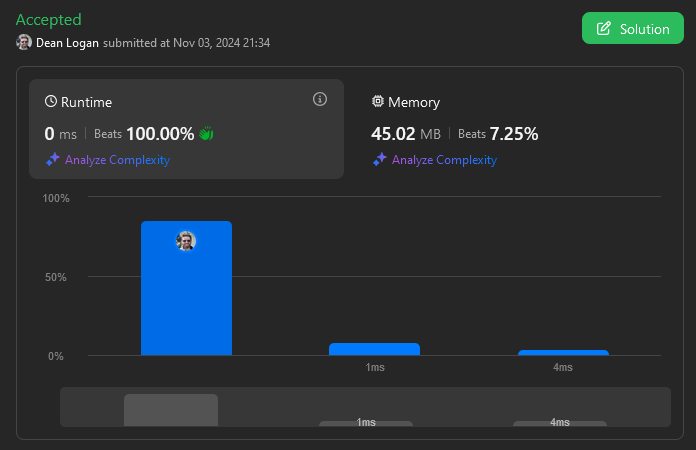 Accepted
Dean Logan submitted at Nov 03, 2024 21:34
Solution
Runtime
0 ms Beats 100.00%
Analyze Complexity
Memory
45.02 MB Beats 7.25%
Analyze Complexity
100%
50%
0%
1ms 4ms
1ms 4ms